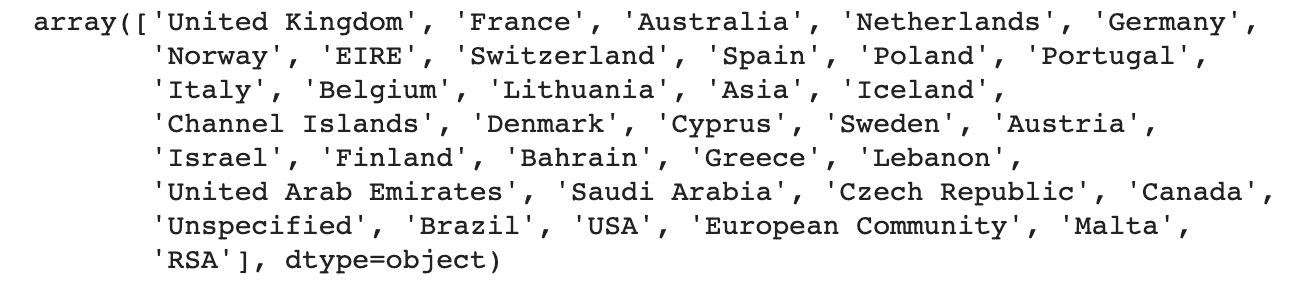 array(['United Kingdom', 'France', 'Australia', 'Netherlands', 'Germany',
'Norway', 'EIRE', 'Switzerland', 'Spain', 'Poland', 'Portugal',
'Italy', 'Belgium', 'Lithuania', 'Asia', 'Iceland',
'Channel Islands', 'Denmark', 'Cyprus', 'Sweden', 'Austria',
'Israel', 'Finland', 'Bahrain', 'Greece', 'Lebanon',
'United Arab Emirates', 'Saudi Arabia', 'Czech Republic', 'Canada',
'Unspecified', 'Brazil', 'USA', 'European Community', 'Malta',
'RSA'], dtype=object)